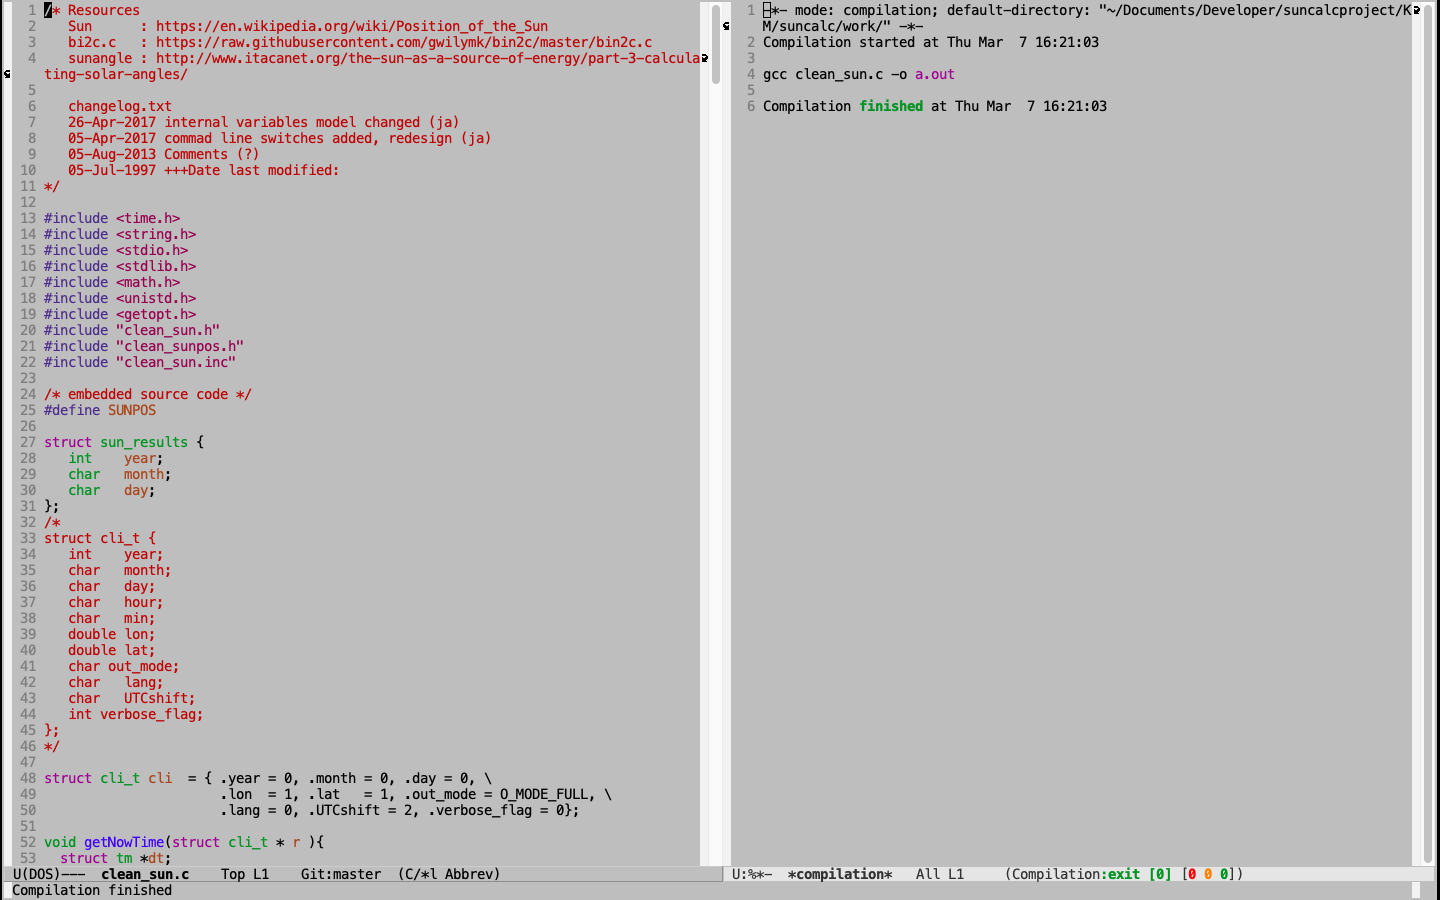 1 /* Resources
2    Sun      : https://en.wikipedia.org/wiki/Position_of_the_Sun
3    bi2c.c   : https://raw.githubusercontent.com/gwilymk/bin2c/master/bin2c.c
4    sunangle : http://www.itacanet.org/the-sun-as-a-source-of-energy/part-3-calcula
ting-solar-angles/
5
6    changelog.txt
7    26-Apr-2017 internal variables model changed (ja)
8    05-Apr-2017 commad line switches added, redesign (ja)
9    05-Aug-2013 Comments (?)
10    05-Jul-1997 +++Date last modified:
11 */
12
13 #include <time.h>
14 #include <string.h>
15 #include <stdio.h>
16 #include <stdlib.h>
17 #include <math.h>
18 #include <unistd.h>
19 #include <getopt.h>
20 #include "clean_sun.h"
21 #include "clean_sunpos.h"
22 #include "clean_sun.inc"
23
24 /* embedded source code */
25 #define SUNPOS
26
27 struct sun_results {
28    int    year;
29    char   month;
30    char   day;
31 };
32 /*
33 struct cli_t {
34    int    year;
35    char   month;
36    char   day;
37    char   hour;
38    char   min;
39    double lon;
40    double lat;
41    char out_mode;
42    char   lang;
43    char   UTCshift;
44    int verbose_flag;
45 };
46 */
47
48 struct cli_t cli  = { .year = 0, .month = 0, .day = 0, \
49                       .lon  = 1, .lat   = 1, .out_mode = O_MODE_FULL, \
50                       .lang = 0, .UTCshift = 2, .verbose_flag = 0};
51
52 void getNowTime(struct cli_t * r ){
53   struct tm *dt;
U(DOS)---  clean_sun.c    Top L1    Git:master  (C/*l Abbrev)
Compilation finished
1 -*- mode: compilation; default-directory: "~/Documents/Developer/suncalcproject/K
M/suncalc/work/" -*-
2 Compilation started at Thu Mar  7 16:21:03
3
4 gcc clean_sun.c -o a.out
5
6 Compilation finished at Thu Mar  7 16:21:03
U:%*-  *compilation*   All L1     (Compilation:exit [0] [0 0 0])